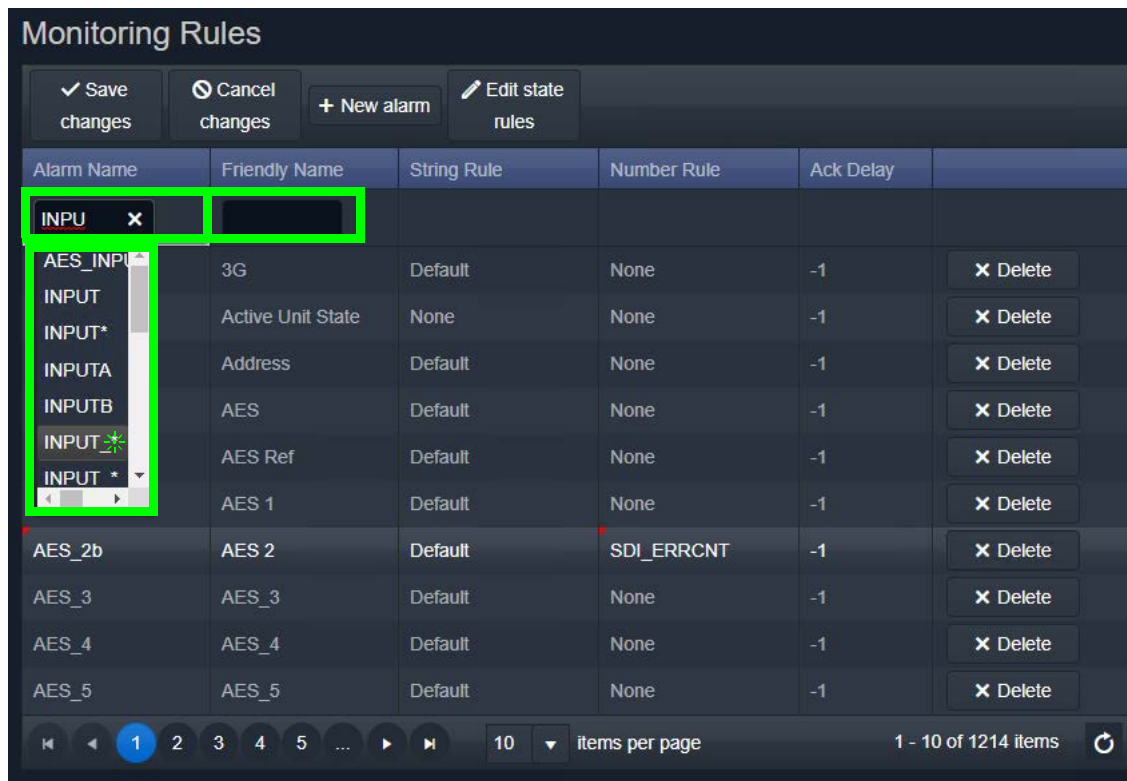 Monitoring Rules
Save changes
Cancel changes
+ New alarm
Edit state rules
Alarm Name Friendly Name String Rule Number Rule Ack Delay
INPU ×
AES_INPU
INPUT
INPUT*
INPUTA
INPUTB
INPUT_
INPUT_*
3G Default None -1 × Delete
Active Unit State None None -1 × Delete
Address Default None -1 × Delete
AES Default None -1 × Delete
AES Ref Default None -1 × Delete
AES 1 Default None -1 × Delete
AES_2b AES 2 Default SDI_ERRCNT -1 × Delete
AES_3 AES_3 Default None -1 × Delete
AES_4 AES_4 Default None -1 × Delete
AES_5 AES_5 Default None -1 × Delete
1 2 3 4 5 ... 10 items per page 1 - 10 of 1214 items